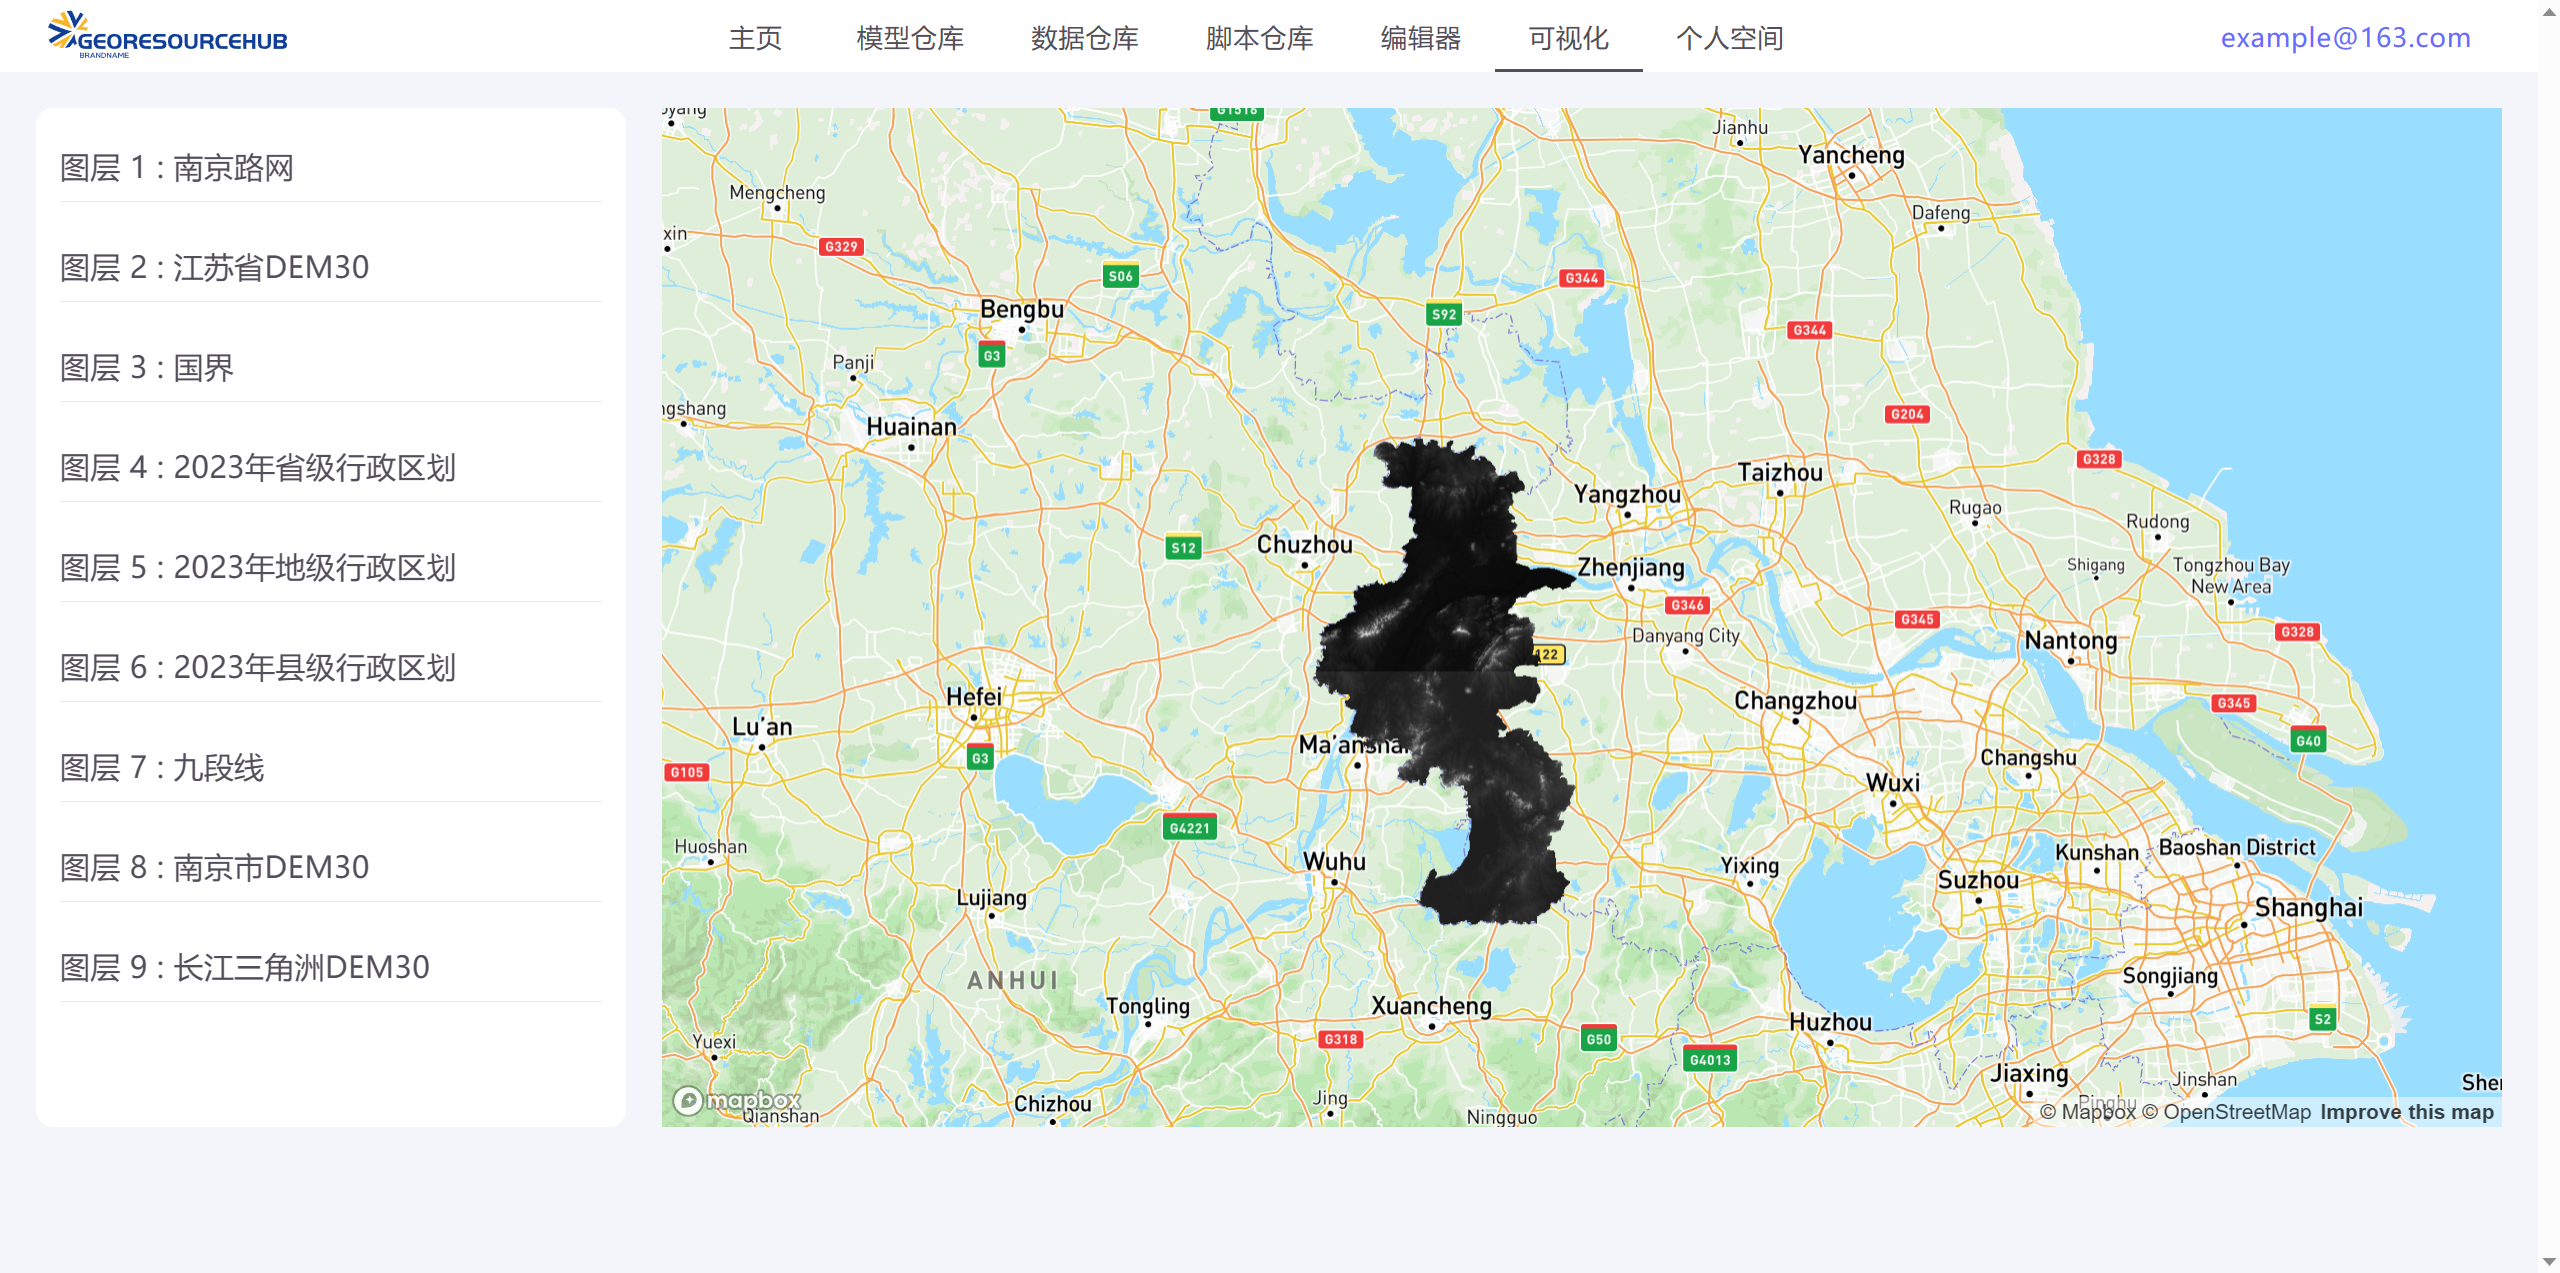 GEORESOURCEHUB
BRANDNAME
主页
模型仓库
数据仓库
脚本仓库
编辑器
可视化
个人空间
example@163.com
图层 1 : 南京路网
图层 2 : 江苏省DEM30
图层 3 : 国界
图层 4 : 2023年省级行政区划
图层 5 : 2023年地级行政区划
图层 6 : 2023年县级行政区划
图层 7 : 九段线
图层 8 : 南京市DEM30
图层 9 : 长江三角洲DEM30
G1516
Jianhu
Yancheng
Mengcheng
Dafeng
G329
S06
G344
Bengbu
S92
G344
G3
Panji
G204
Huainan
G328
Taizhou
Yangzhou
Rugao
Rudong
S12
Chuzhou
Zhenjiang
Shigang
Tongzhou Bay
New Area
G346
G345
Danyang City
Nantong
G328
Hefei
Changzhou
G345
Lu’an
G40
G3
Changshu
G105
Wuxi
G4221
Huoshan
Wuhu
Yixing
Kunshan
Baoshan District
Suzhou
Lujiang
Shanghai
ANHUI
Songjiang
Tongling
Xuancheng
Huzhou
S2
G318
G50
Yuexi
G4013
Jiaxing
Jinshan
mapbox
Qianshan
Chizhou
Jing
Ningguo
Pinghu
© Mapbox © OpenStreetMap Improve this map